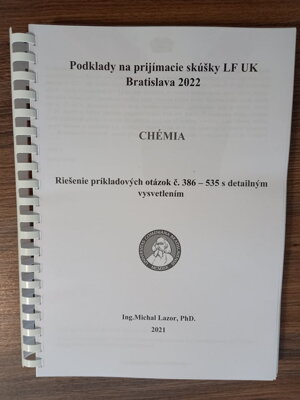 Podklady na prijímacie skúšky LF UK
Bratislava 2022
CHÉMIA
Riešenie príkladových otázok č. 386 – 535 s detailným
vysvetlením
Ing.Michal Lazor, PhD.
2021